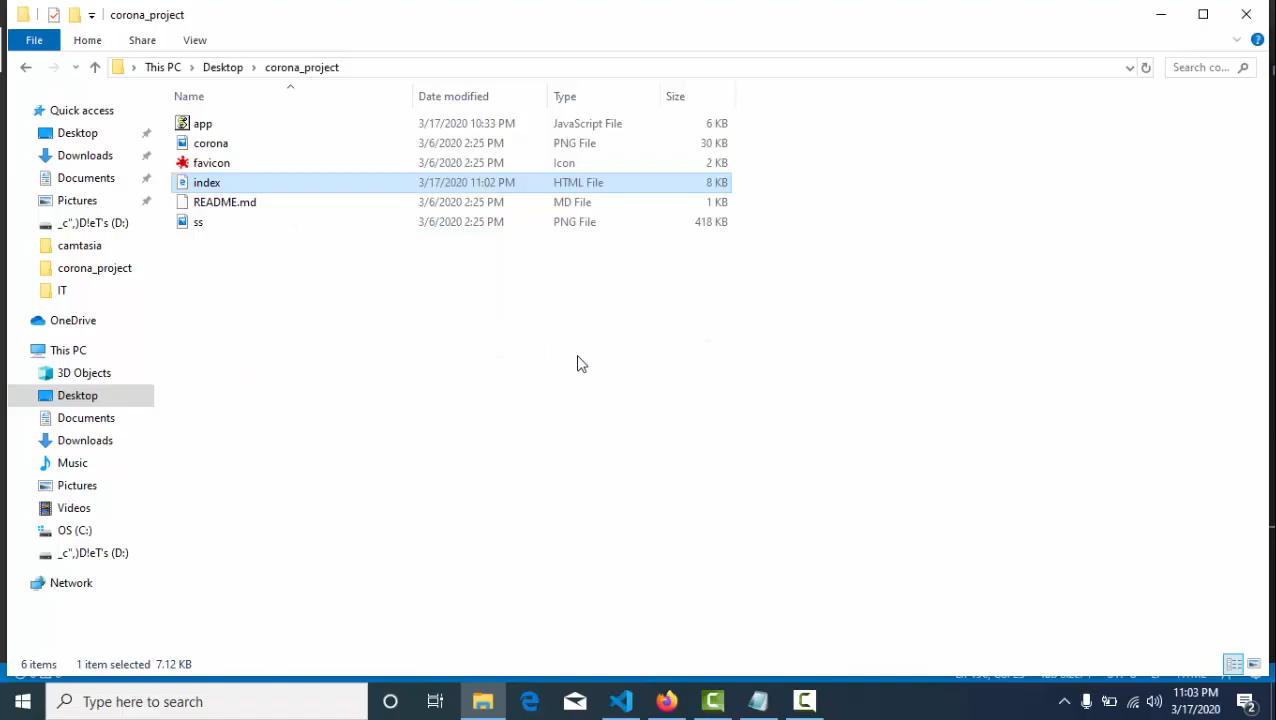 corona_project
File Home Share View
This PC Desktop corona_project Search co...
Name Date modified Type Size
Quick access
Desktop
Downloads
Documents
Pictures
_c",)D!eT's (D:)
camtasia
corona_project
IT
OneDrive
This PC
3D Objects
Desktop
Documents
Downloads
Music
Pictures
Videos
OS (C:)
_c",)D!eT's (D:)
Network
app 3/17/2020 10:33 PM JavaScript File 6 KB
corona 3/6/2020 2:25 PM PNG File 30 KB
favicon 3/6/2020 2:25 PM Icon 2 KB
index 3/17/2020 11:02 PM HTML File 8 KB
README.md 3/6/2020 2:25 PM MD File 1 KB
ss 3/6/2020 2:25 PM PNG File 418 KB
6 items 1 item selected 7.12 KB
Type here to search
11:03 PM
3/17/2020
2